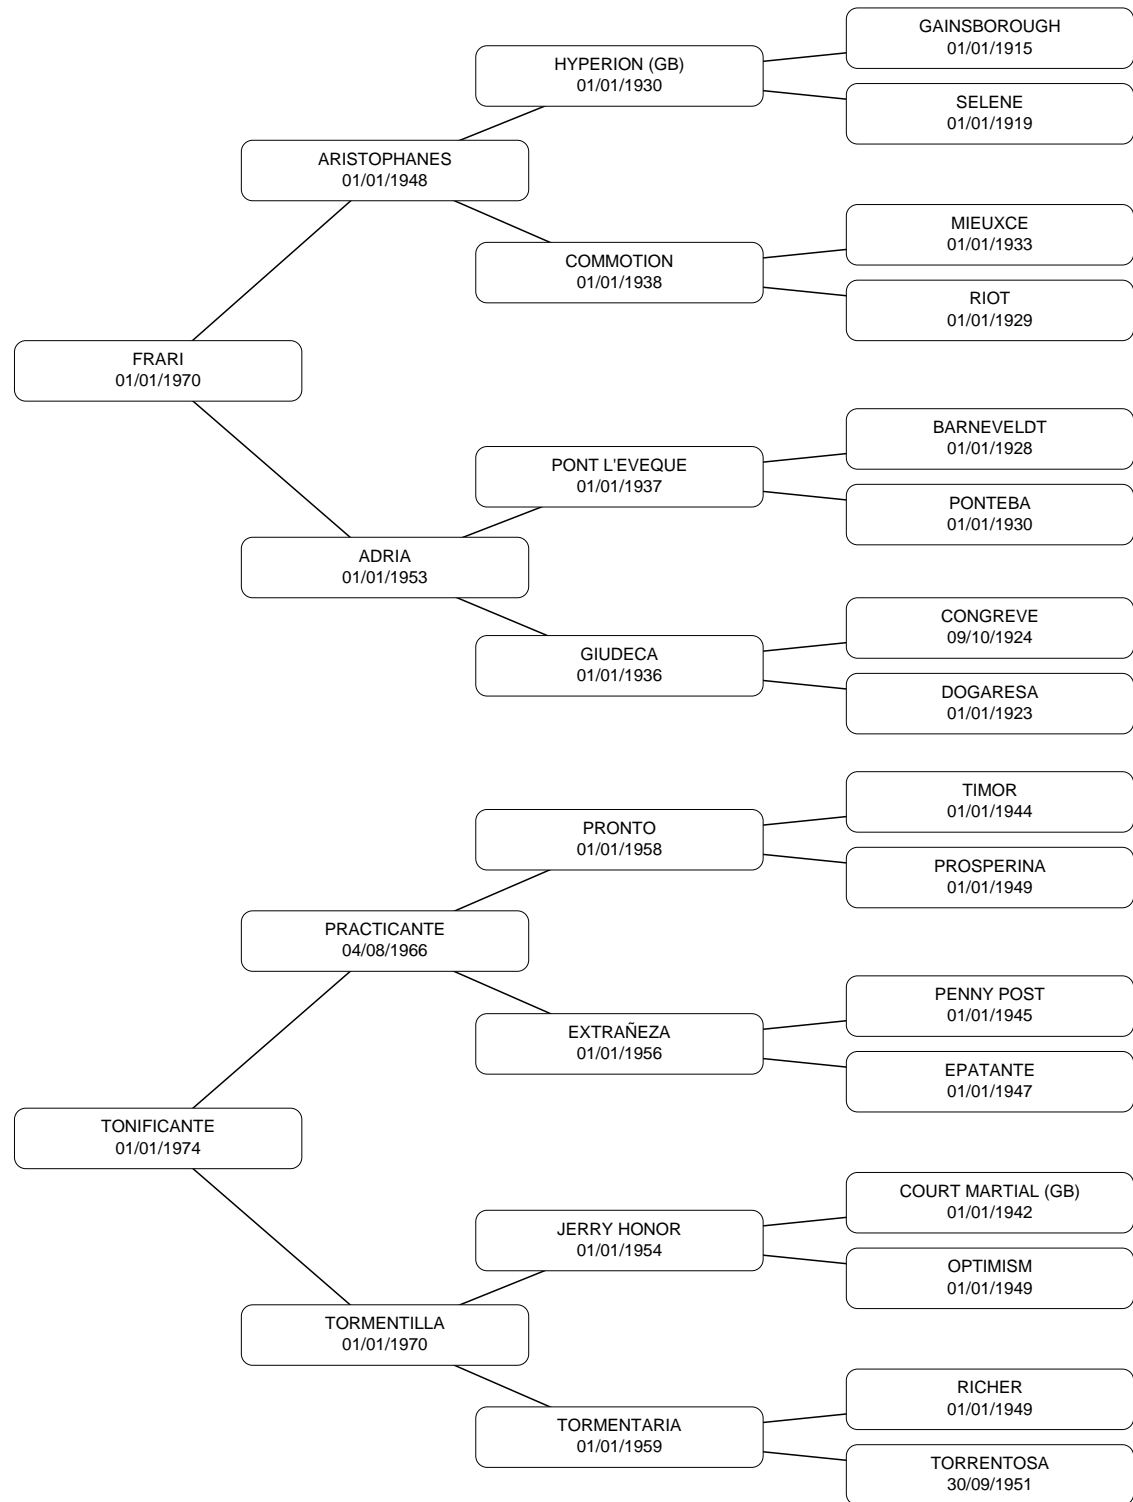 GAINSBOROUGH
01/01/1915
HYPERION (GB)
01/01/1930
SELENE
01/01/1919
ARISTOPHANES
01/01/1948
MIEUXCE
01/01/1933
COMMOTION
01/01/1938
RIOT
01/01/1929
FRARI
01/01/1970
BARNEVELDT
01/01/1928
PONT L'EVEQUE
01/01/1937
PONTEBA
01/01/1930
ADRIA
01/01/1953
CONGREVE
09/10/1924
GIUDECA
01/01/1936
DOGARESA
01/01/1923
TIMOR
01/01/1944
PRONTO
01/01/1958
PROSPERINA
01/01/1949
PRACTICANTE
04/08/1966
PENNY POST
01/01/1945
EXTRAÑEZA
01/01/1956
EPATANTE
01/01/1947
TONIFICANTE
01/01/1974
COURT MARTIAL (GB)
01/01/1942
JERRY HONOR
01/01/1954
OPTIMISM
01/01/1949
TORMENTILLA
01/01/1970
RICHER
01/01/1949
TORMENTARIA
01/01/1959
TORRENTOSA
30/09/1951